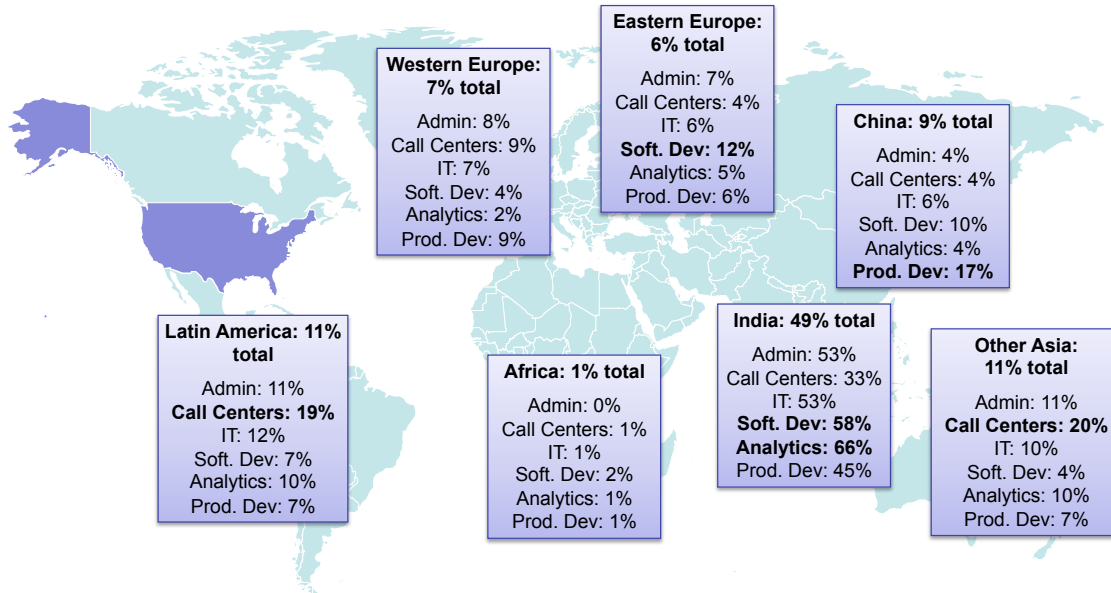 Eastern Europe:
6% total
Admin: 7%
Call Centers: 4%
IT: 6%
Soft. Dev: 12%
Analytics: 5%
Prod. Dev: 6%
Western Europe:
7% total
Admin: 8%
Call Centers: 9%
IT: 7%
Soft. Dev: 4%
Analytics: 2%
Prod. Dev: 9%
China: 9% total
Admin: 4%
Call Centers: 4%
IT: 6%
Soft. Dev: 10%
Analytics: 4%
Prod. Dev: 17%
Latin America: 11%
total
Admin: 11%
Call Centers: 19%
IT: 12%
Soft. Dev: 7%
Analytics: 10%
Prod. Dev: 7%
Africa: 1% total
Admin: 0%
Call Centers: 1%
IT: 1%
Soft. Dev: 2%
Analytics: 1%
Prod. Dev: 1%
India: 49% total
Admin: 53%
Call Centers: 33%
IT: 53%
Soft. Dev: 58%
Analytics: 66%
Prod. Dev: 45%
Other Asia:
11% total
Admin: 11%
Call Centers: 20%
IT: 10%
Soft. Dev: 4%
Analytics: 10%
Prod. Dev: 7%